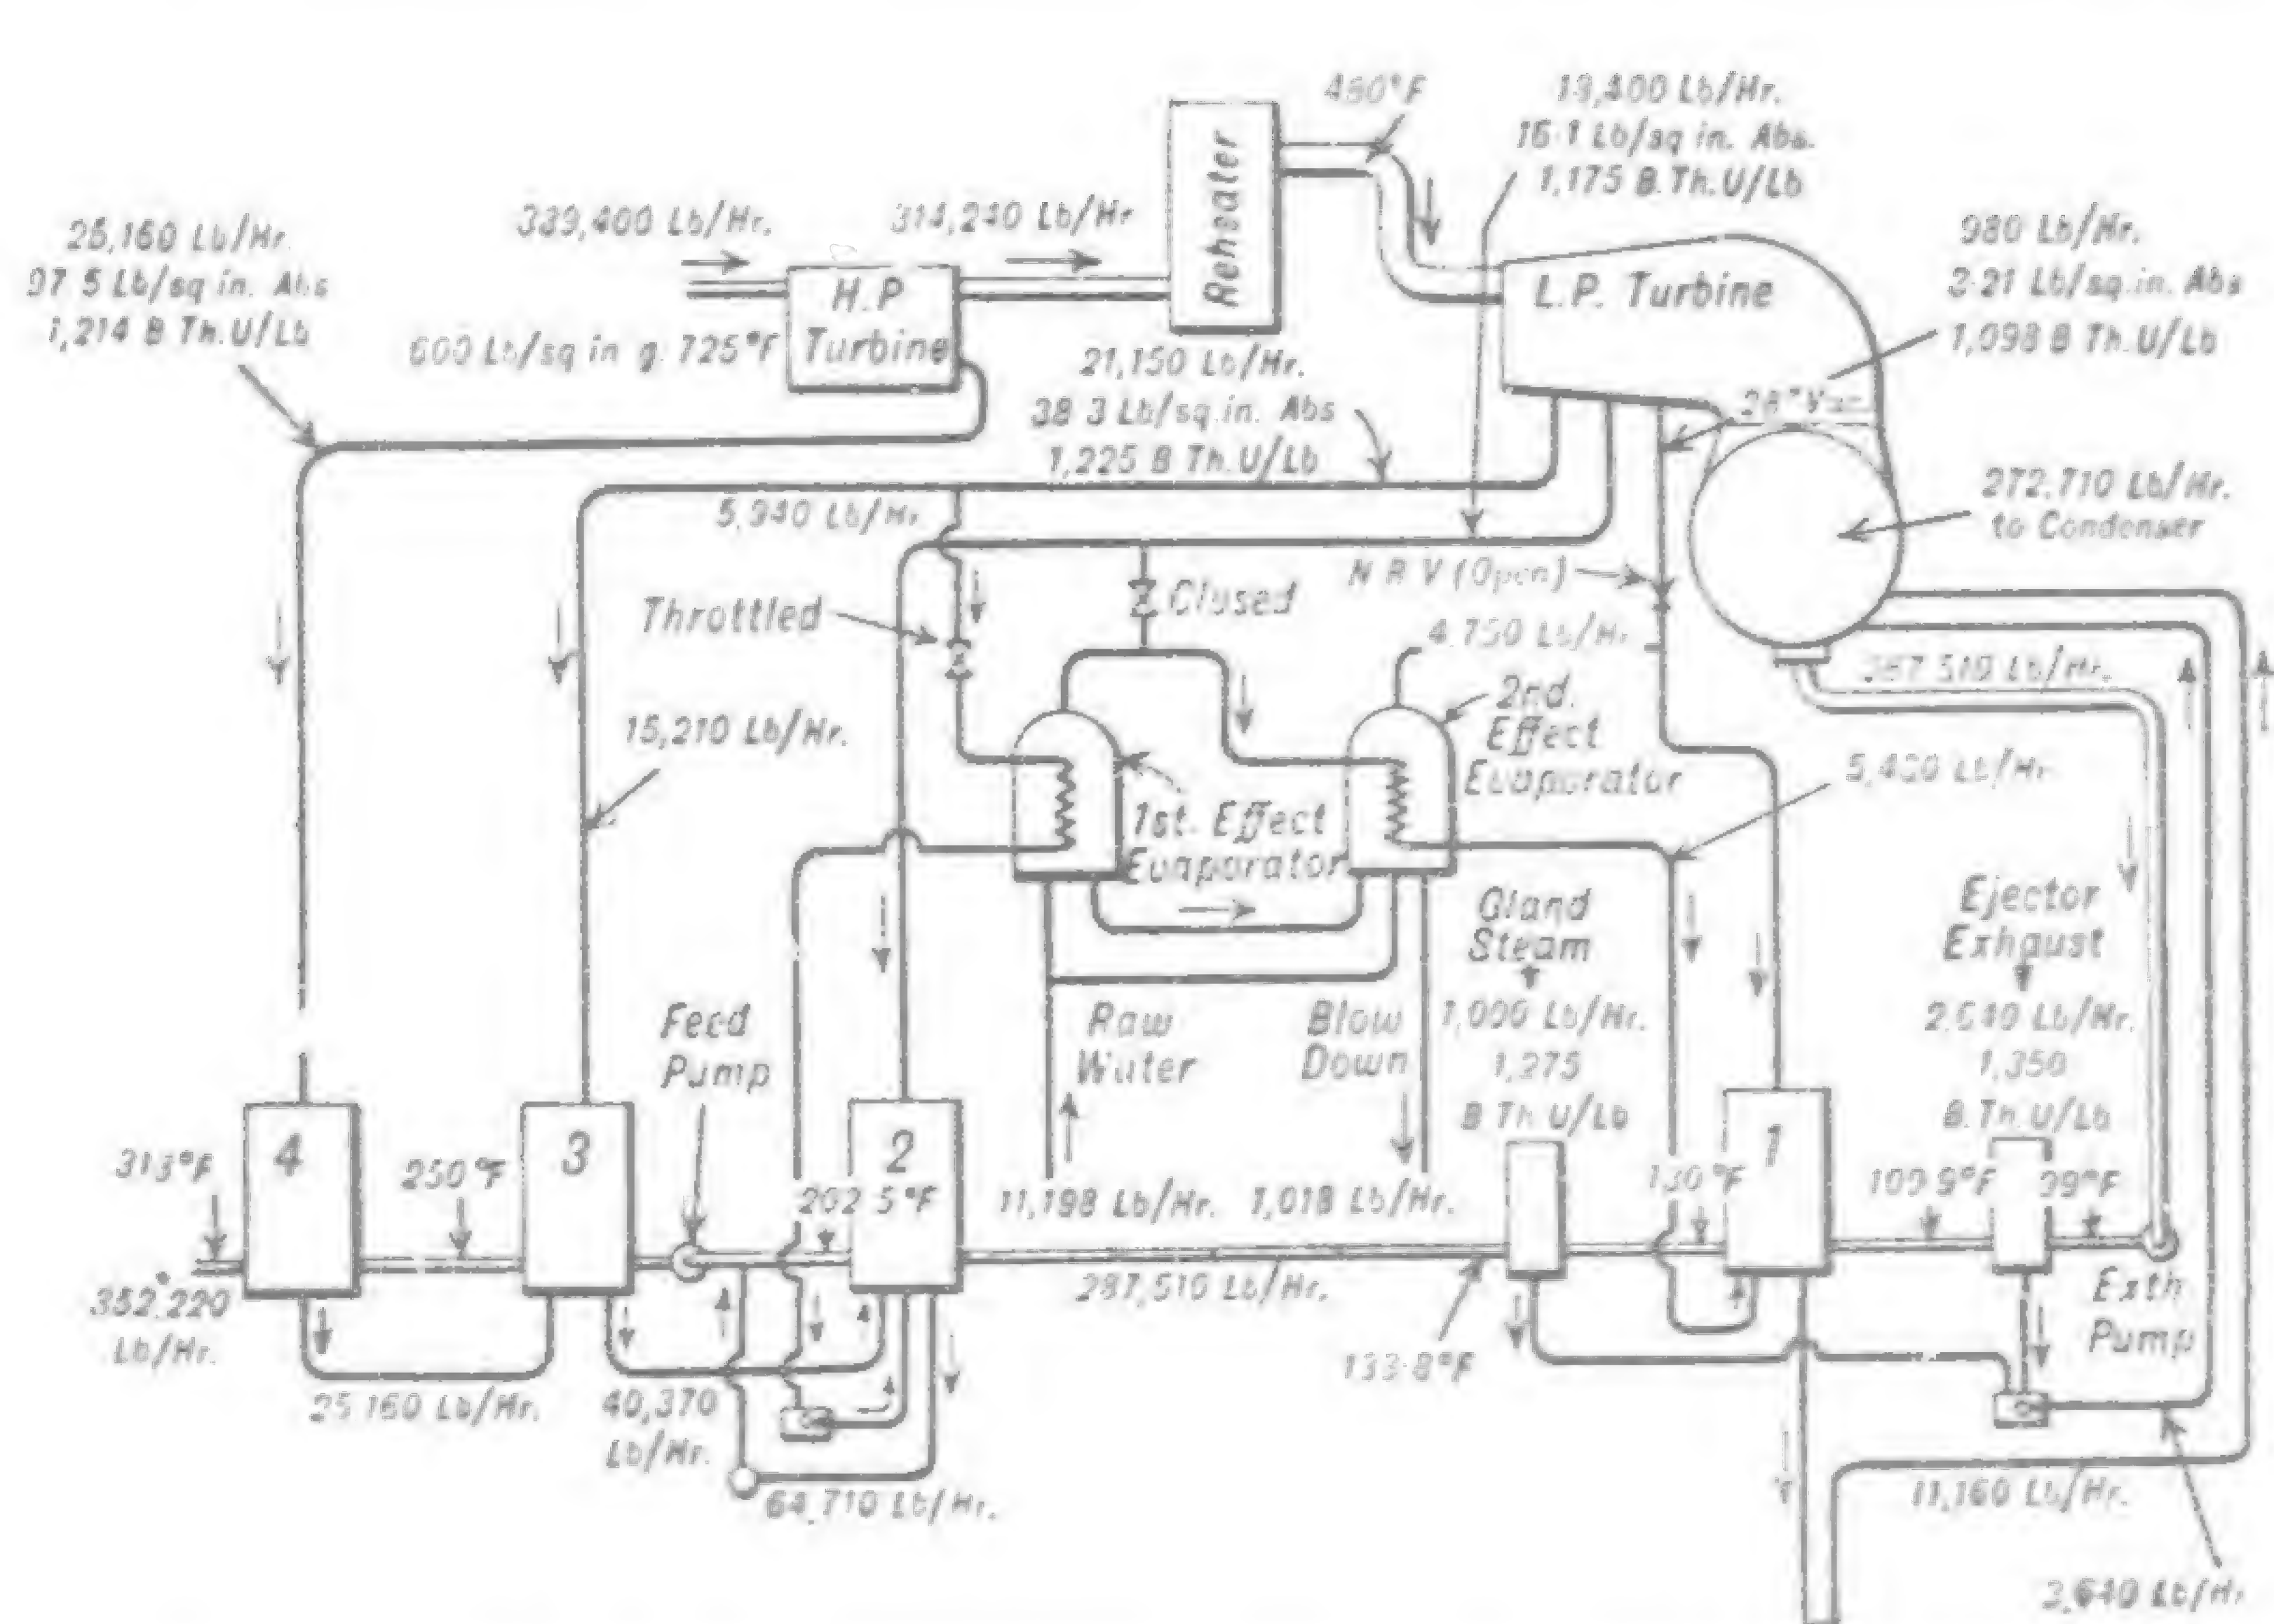 480°F
19,400 Lb/Hr.
16·1 Lb/sq in. Abs.
1,175 B.Th.U/Lb
Reheater
339,400 Lb/Hr.
314,240 Lb/Hr
25,160 Lb/Hr.
97 5 Lb/sq in. Abs
1,214 B Th.U/Lb
980 Lb/Hr.
3·21 Lb/sq.in. Abs
1,098 B Th.U/Lb
H.P
Turbine
L.P. Turbine
600 Lb/sq in g. 725°F
21,150 Lb/Hr.
38 3 Lb/sq.in. Abs
1,225 B Th.U/Lb
272,710 Lb/Hr.
to Condenser
5,940 Lb/Hr
N R V (Open)
Closed
Throttled
4,750 Lb/Hr
287,510 Lb/Hr.
2nd.
Effect
Evaporator
15,210 Lb/Hr.
Lb/Hr
1st. Effect
Evaporator
Gland
Steam
Ejector
Exhaust
Feed
Pump
Raw
Water
Blow
Down
1,000 Lb/Hr.
1,275
B Th U/Lb
2,640 Lb/Hr.
1,350
B.Th.U/Lb
4
3
2
1
313°F
250°F
202 5°F
11,198 Lb/Hr.
1,018 Lb/Hr.
130°F
99°F
352,220
Lb/Hr.
287,510 Lb/Hr.
133·8°F
Exth
Pump
25,160 Lb/Hr.
40,370
Lb/Hr.
64,710 Lb/Hr.
11,160 Lb/Hr.
3,640 Lb/Hr